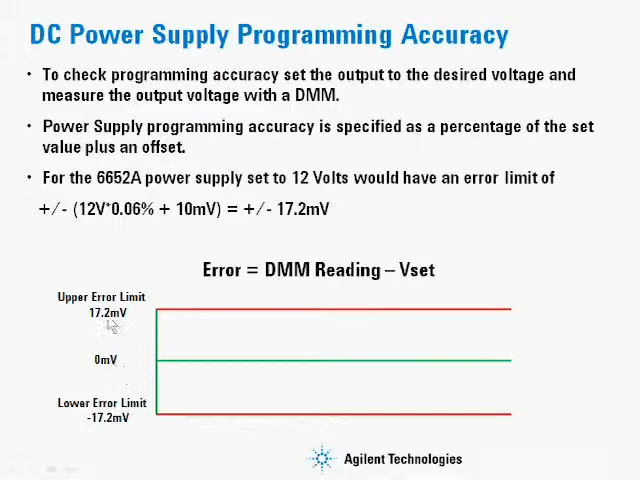 DC Power Supply Programming Accuracy
• To check programming accuracy set the output to the desired voltage and
measure the output voltage with a DMM.
• Power Supply programming accuracy is specified as a percentage of the set
value plus an offset.
• For the 6652A power supply set to 12 Volts would have an error limit of
+/- (12V*0.06% + 10mV) = +/- 17.2mV
Error = DMM Reading – Vset
Upper Error Limit
17.2mV
0mV
Lower Error Limit
-17.2mV
Agilent Technologies